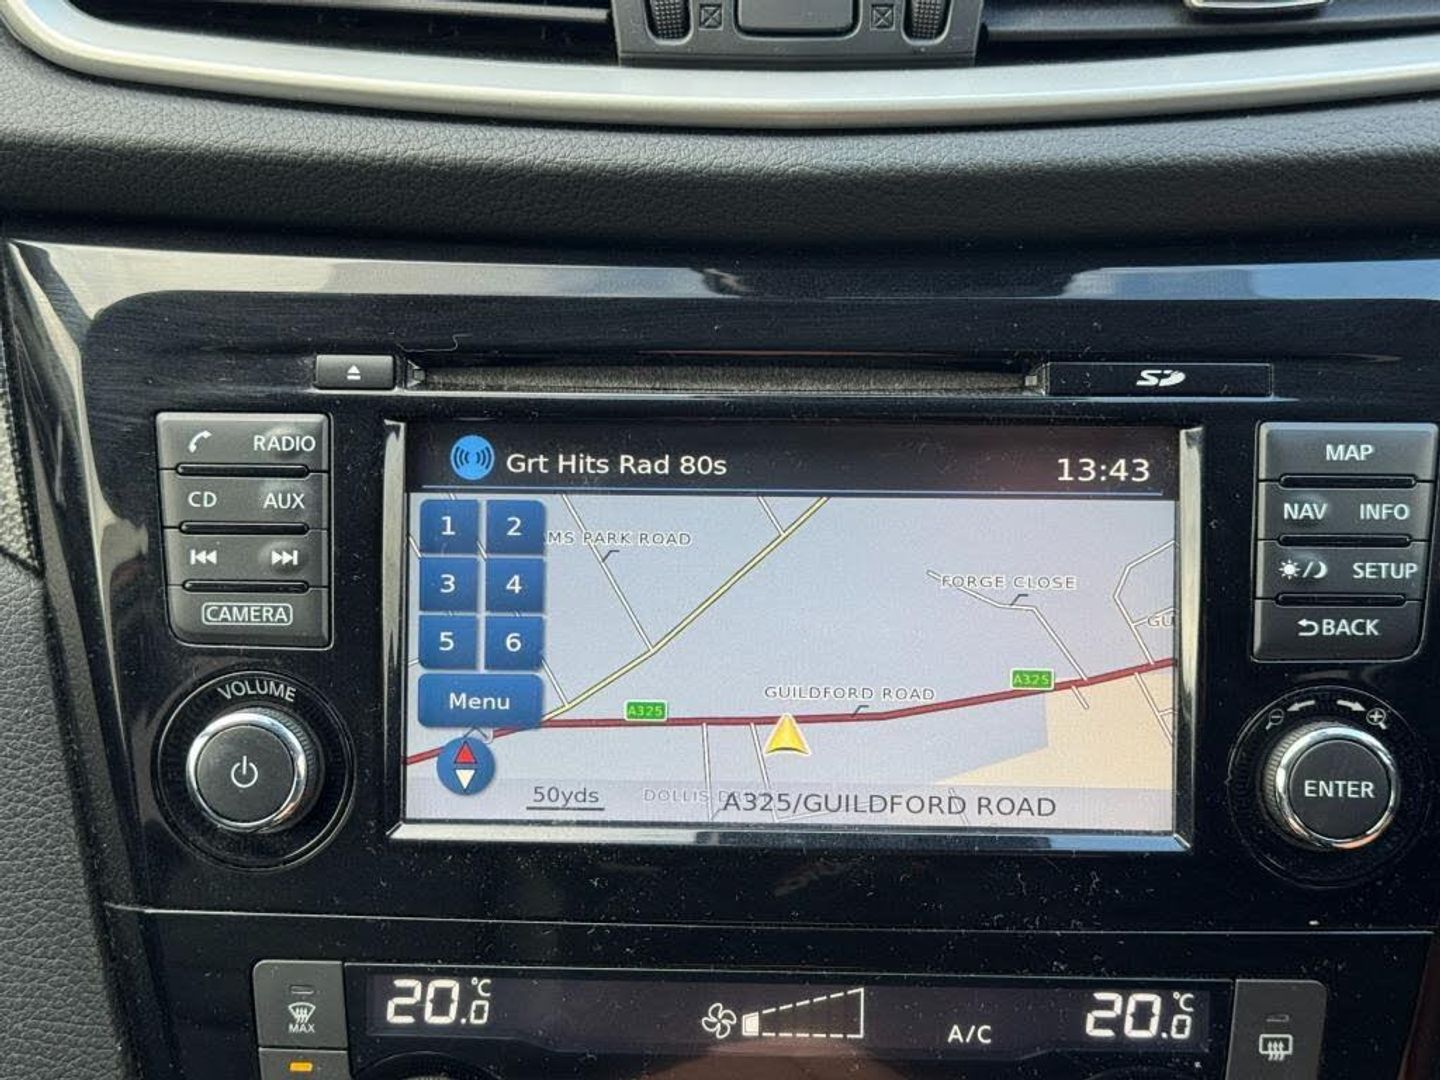 SD
RADIO
CD AUX
CAMERA
VOLUME
MAP
NAV INFO
SETUP
BACK
ENTER
Grt Hits Rad 80s
13:43
1 2
3 4
5 6
Menu
MS PARK ROAD
FORGE CLOSE
GU
A325
GUILDFORD ROAD
A325
50yds
DOLLIS
A325/GUILDFORD ROAD
MAX
20.0°C
A/C
20.0°C